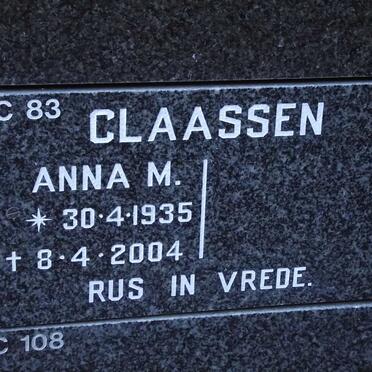 C 83
CLAASSEN
ANNA M.
* 30·4·1935
† 8·4·2004
RUS IN VREDE.
C 108